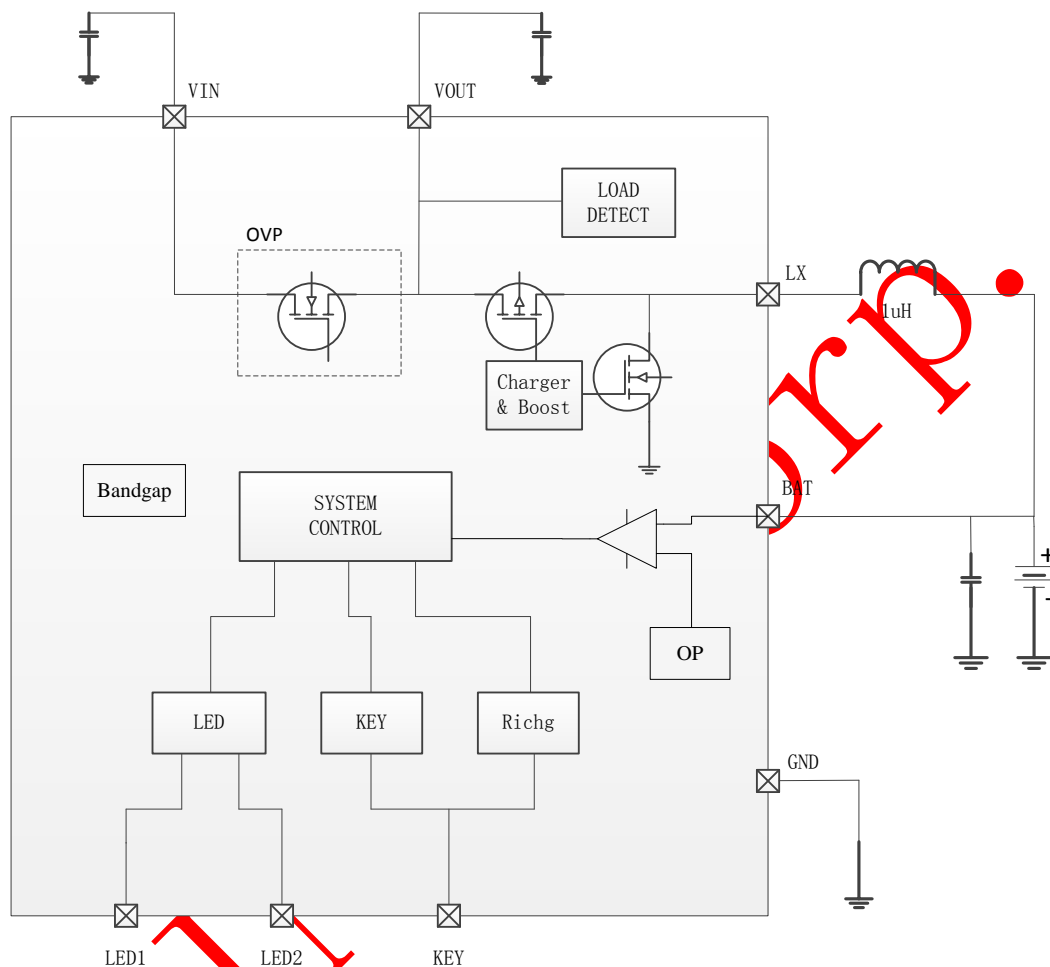 VIN
VOUT
LOAD
DETECT
OVP
LX
1uH
Charger
& Boost
BAT
Bandgap
SYSTEM
CONTROL
+
-
OP
LED
KEY
Richg
GND
LED1
LED2
KEY
orp.